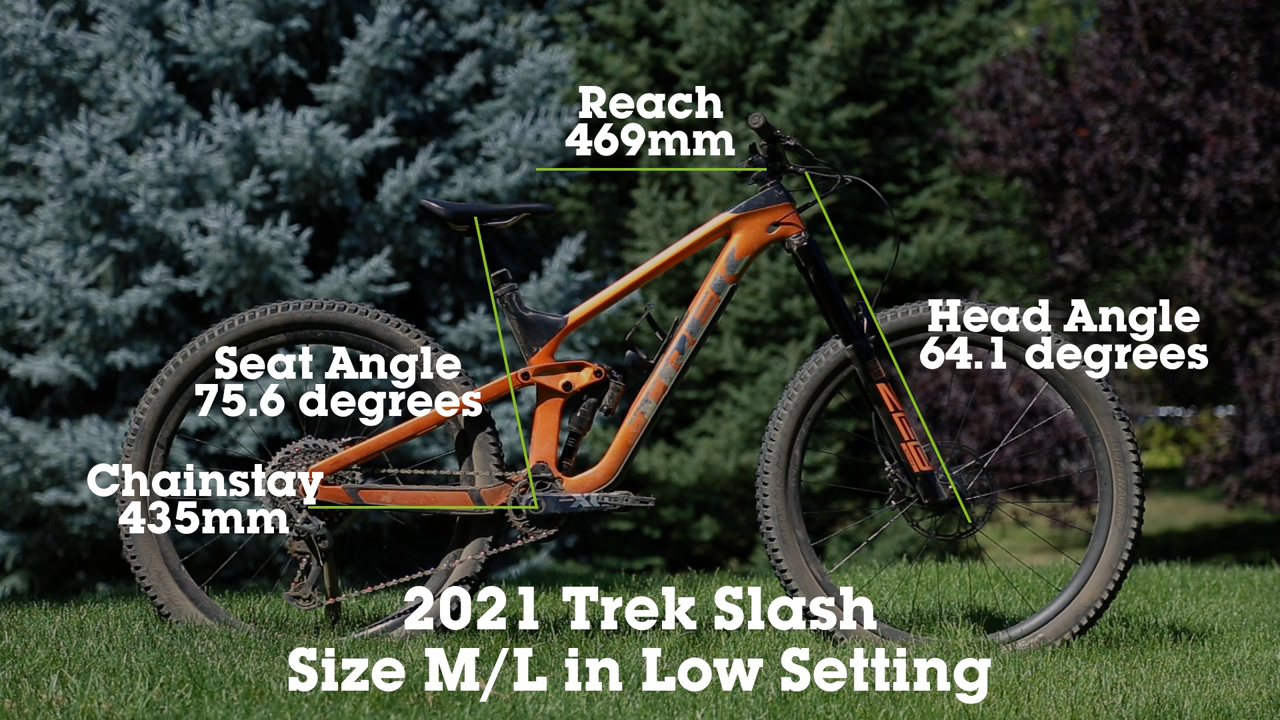 Reach
469mm
Head Angle
64.1 degrees
Seat Angle
75.6 degrees
Chainstay
435mm
TREK
2021 Trek Slash
Size M/L in Low Setting